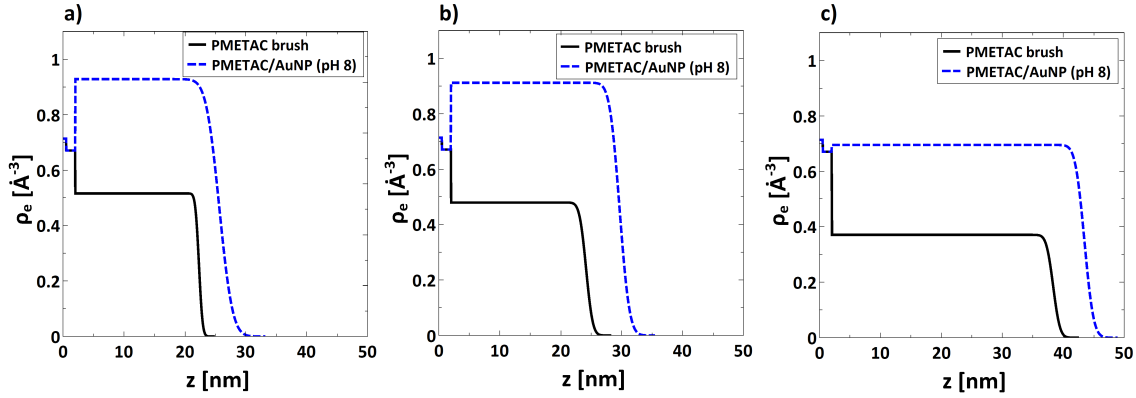 a)
PMETAC brush
PMETAC/AuNP (pH 8)
1
0.8
0.6
0.4
0.2
0
ρe [Å-3]
0 10 20 30 40 50
z [nm]
b)
PMETAC brush
PMETAC/AuNP (pH 8)
1
0.8
0.6
0.4
0.2
0
ρe [Å-3]
0 10 20 30 40 50
z [nm]
c)
PMETAC brush
PMETAC/AuNP (pH 8)
1
0.8
0.6
0.4
0.2
0
ρe [Å-3]
0 10 20 30 40 50
z [nm]